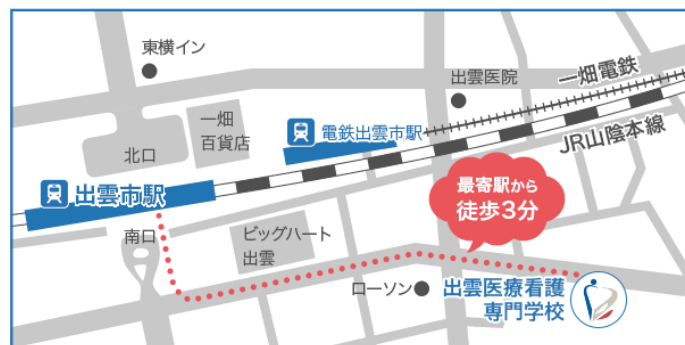 東横イン
出雲医院
一畑電鉄
一畑
百貨店
電鉄出雲市駅
JR山陰本線
北口
出雲市駅
最寄駅から
徒歩3分
南口
ビッグハート
出雲
ローソン
出雲医療看護
専門学校